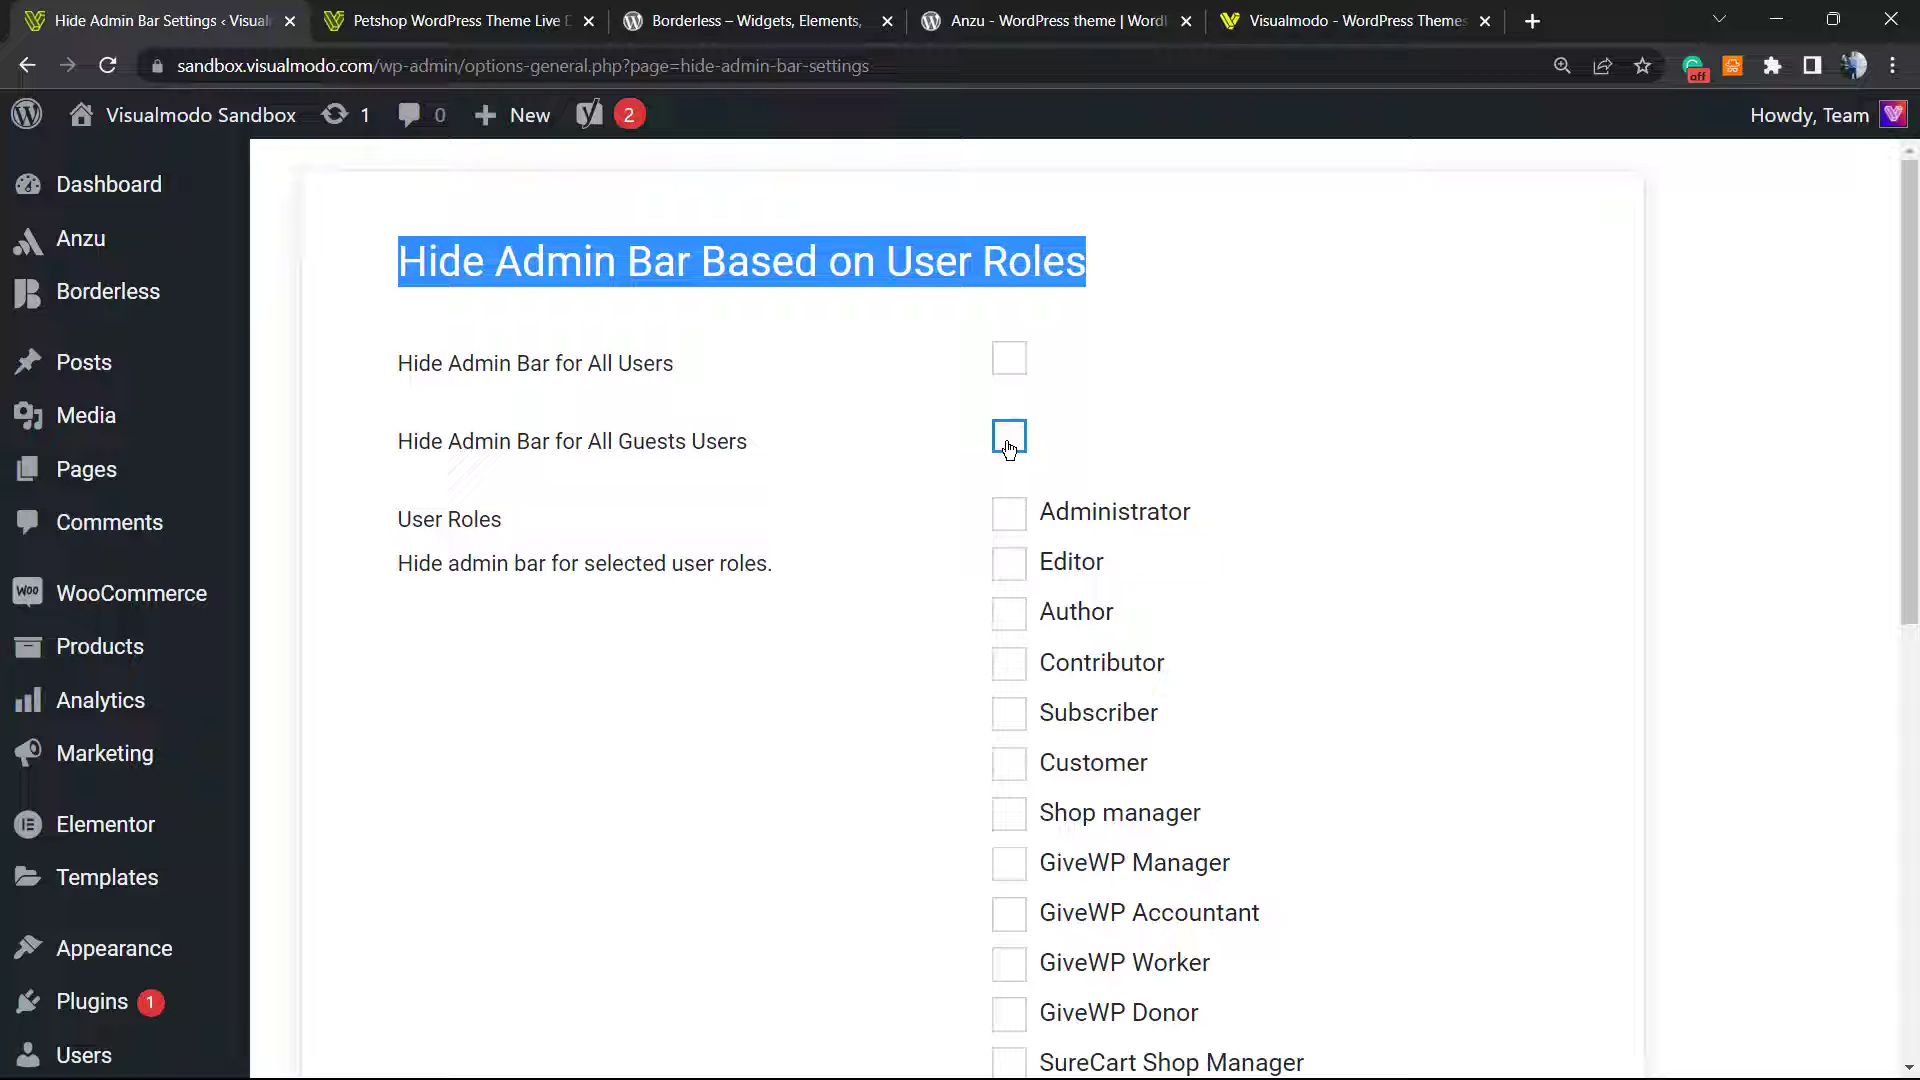 Hide Admin Bar Settings ‹ Visual
Petshop WordPress Theme Live D
Borderless – Widgets, Elements,
Anzu - WordPress theme | Word
Visualmodo - WordPress Themes
sandbox.visualmodo.com/wp-admin/options-general.php?page=hide-admin-bar-settings
off
Visualmodo Sandbox
1
0
New
2
Howdy, Team
Dashboard
Anzu
Borderless
Posts
Media
Pages
Comments
Woo
WooCommerce
Products
Analytics
Marketing
Elementor
Templates
Appearance
Plugins 1
Users
Hide Admin Bar Based on User Roles
Hide Admin Bar for All Users
Hide Admin Bar for All Guests Users
User Roles
Hide admin bar for selected user roles.
Administrator
Editor
Author
Contributor
Subscriber
Customer
Shop manager
GiveWP Manager
GiveWP Accountant
GiveWP Worker
GiveWP Donor
SureCart Shop Manager